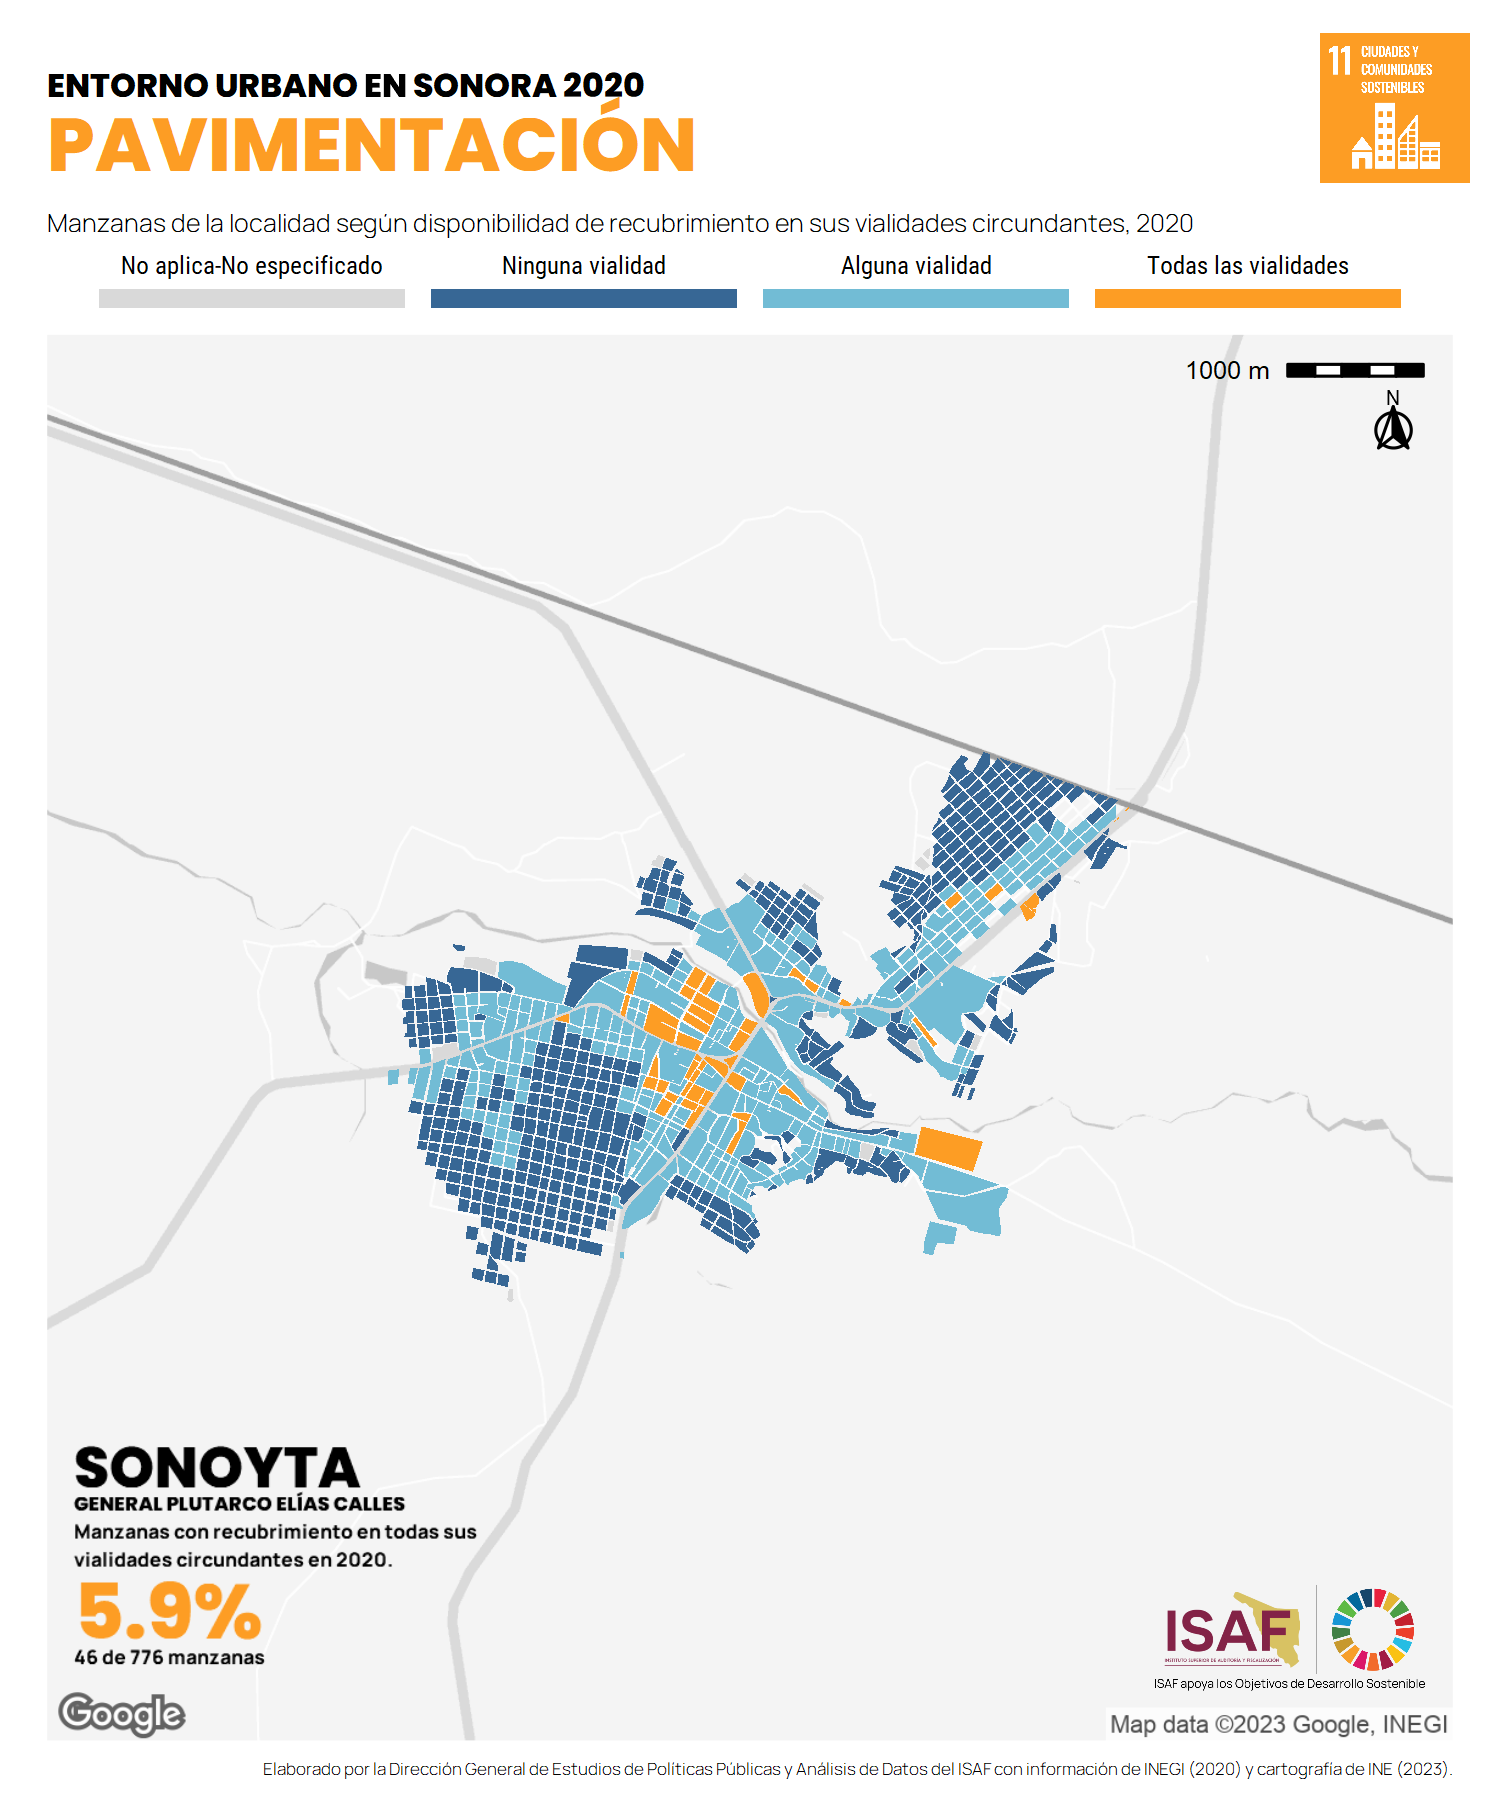 ENTORNO URBANO EN SONORA 2020
PAVIMENTACIÓN
11 CIUDADES Y
COMUNIDADES
SOSTENIBLES
Manzanas de la localidad según disponibilidad de recubrimiento en sus vialidades circundantes, 2020
No aplica-No especificado
Ninguna vialidad
Alguna vialidad
Todas las vialidades
1000 m
N
SONOYTA
GENERAL PLUTARCO ELÍAS CALLES
Manzanas con recubrimiento en todas sus
vialidades circundantes en 2020.
5.9%
46 de 776 manzanas
ISAF
INSTITUTO SUPERIOR DE AUDITORÍA Y FISCALIZACIÓN
ISAF apoya los Objetivos de Desarrollo Sostenible
Google
Map data ©2023 Google, INEGI
Elaborado por la Dirección General de Estudios de Políticas Públicas y Análisis de Datos del ISAF con información de INEGI (2020) y cartografía de INE (2023).